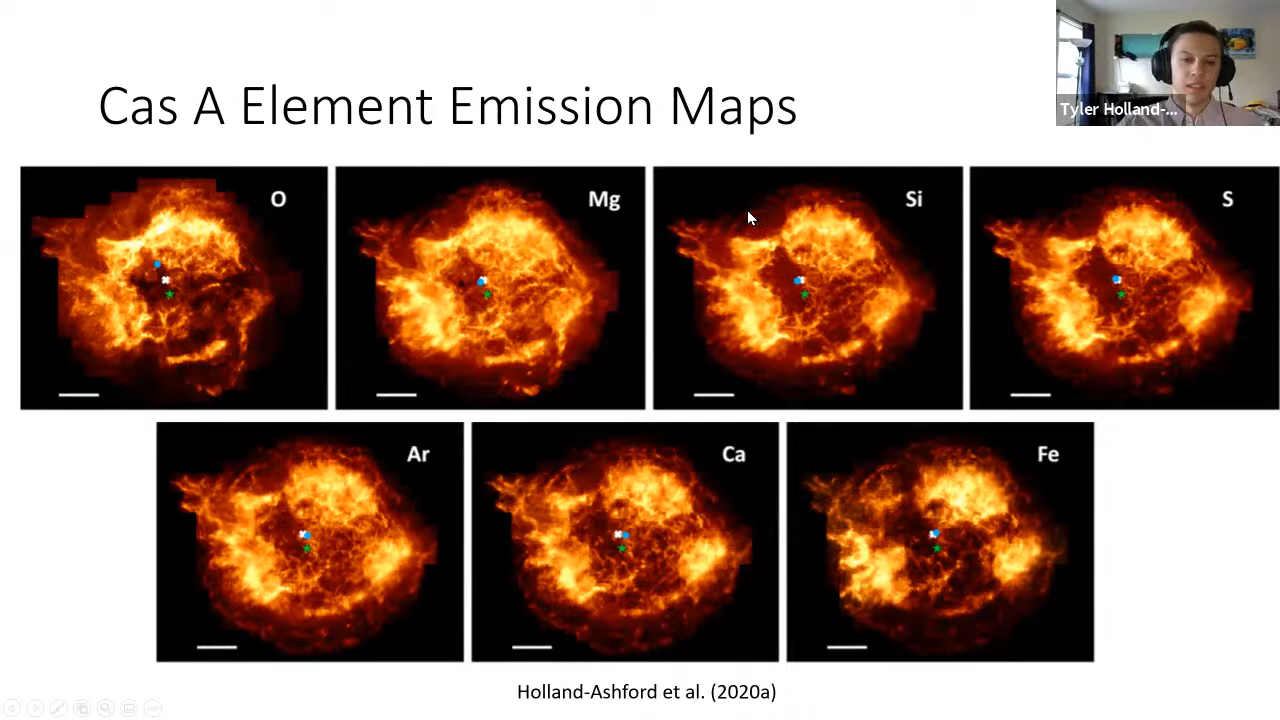 Cas A Element Emission Maps
Tyler Holland-...
O
Mg
Si
S
Ar
Ca
Fe
Holland-Ashford et al. (2020a)